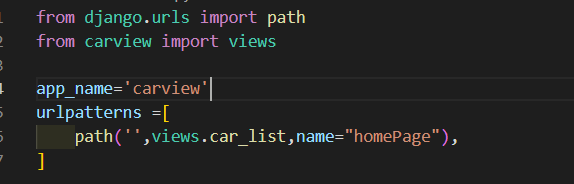 from django.urls import path
from carview import views
app_name='carview'
urlpatterns =[
    path('',views.car_list,name="homePage"),
]